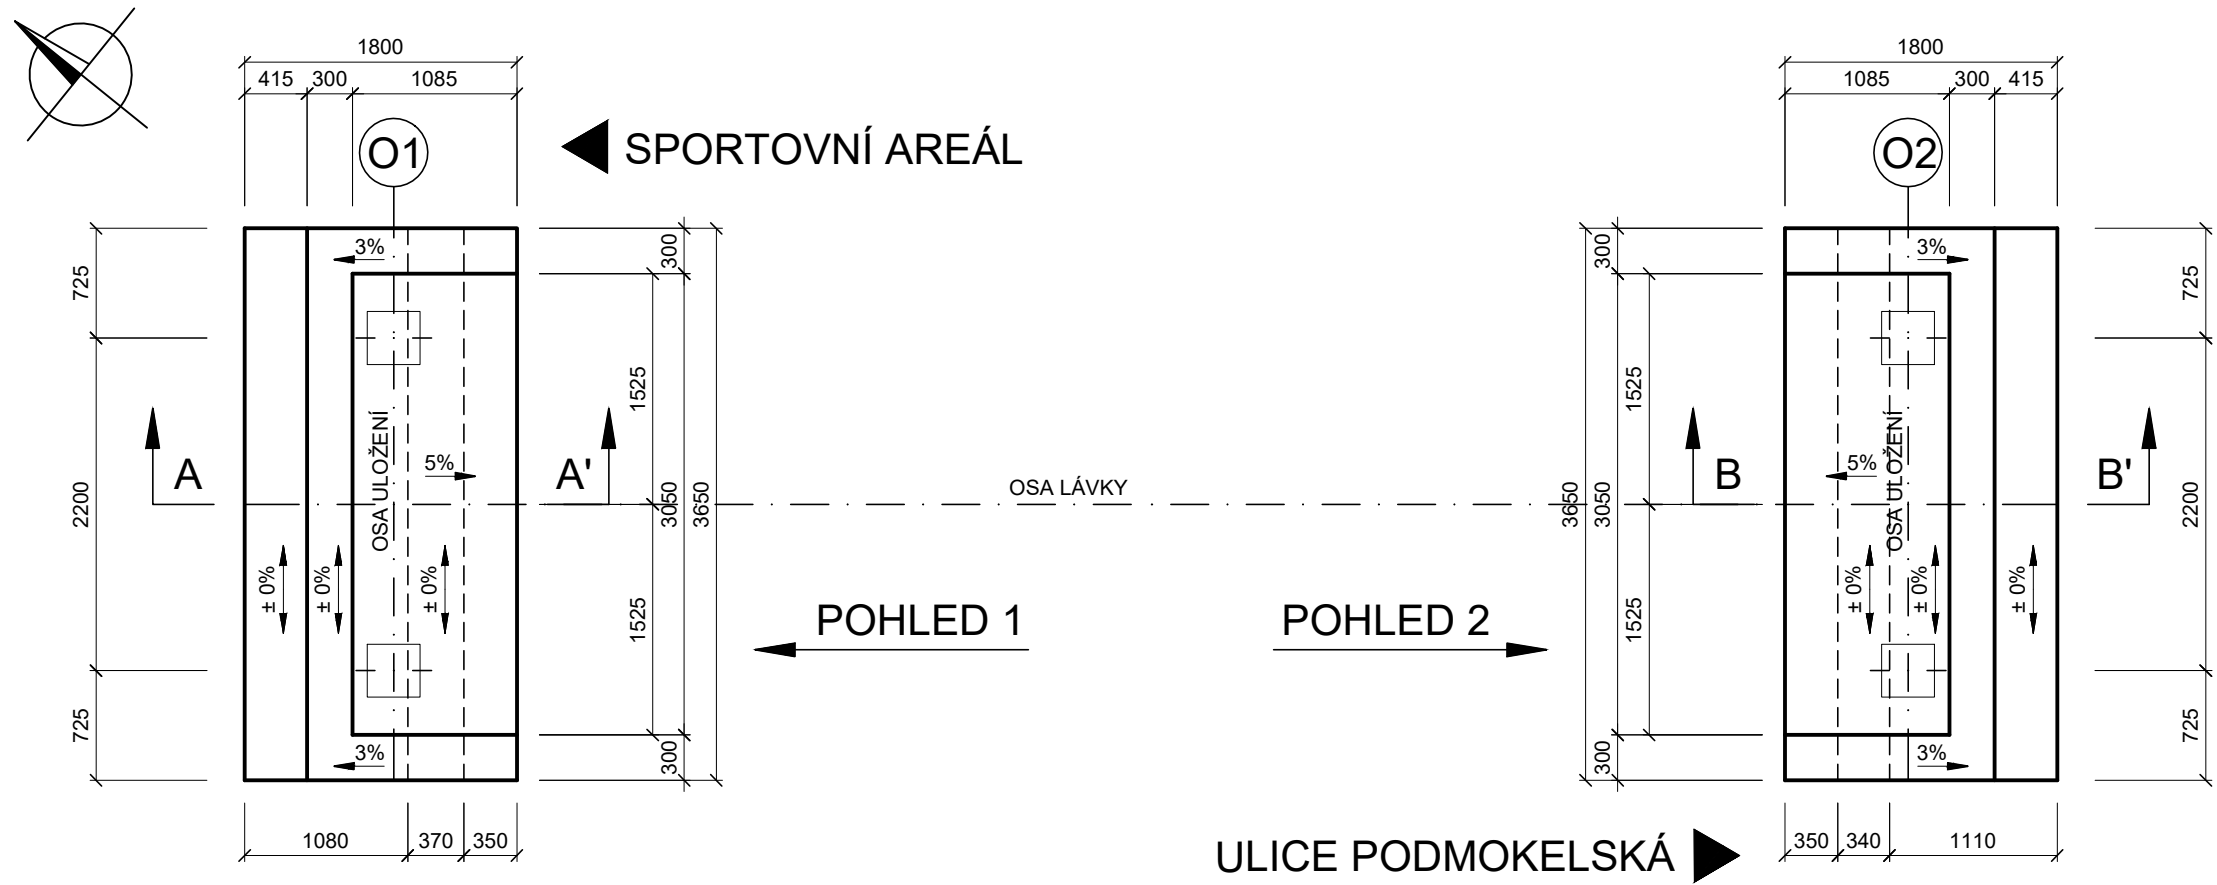 1800
415 300 1085
O1
SPORTOVNÍ AREÁL
1800
1085 300 415
O2
3%
3%
300
300
725
725
1525
1525
OSA ULOŽENÍ
OSA ULOŽENÍ
5%
5%
A
A'
B
B'
OSA LÁVKY
2200
3050
3650
3650
3050
2200
± 0%
± 0%
± 0%
± 0%
± 0%
± 0%
1525
1525
POHLED 1
POHLED 2
725
725
3%
3%
300
300
1080 370 350
350 340 1110
ULICE PODMOKELSKÁ